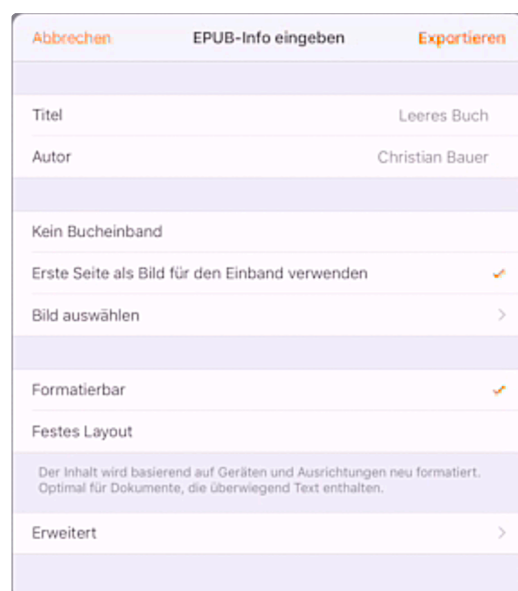 Abbrechen EPUB-Info eingeben Exportieren
Titel Leeres Buch
Autor Christian Bauer
Kein Bucheinband
Erste Seite als Bild für den Einband verwenden
Bild auswählen
Formatierbar
Festes Layout
Der Inhalt wird basierend auf Geräten und Ausrichtungen neu formatiert.
Optimal für Dokumente, die überwiegend Text enthalten.
Erweitert